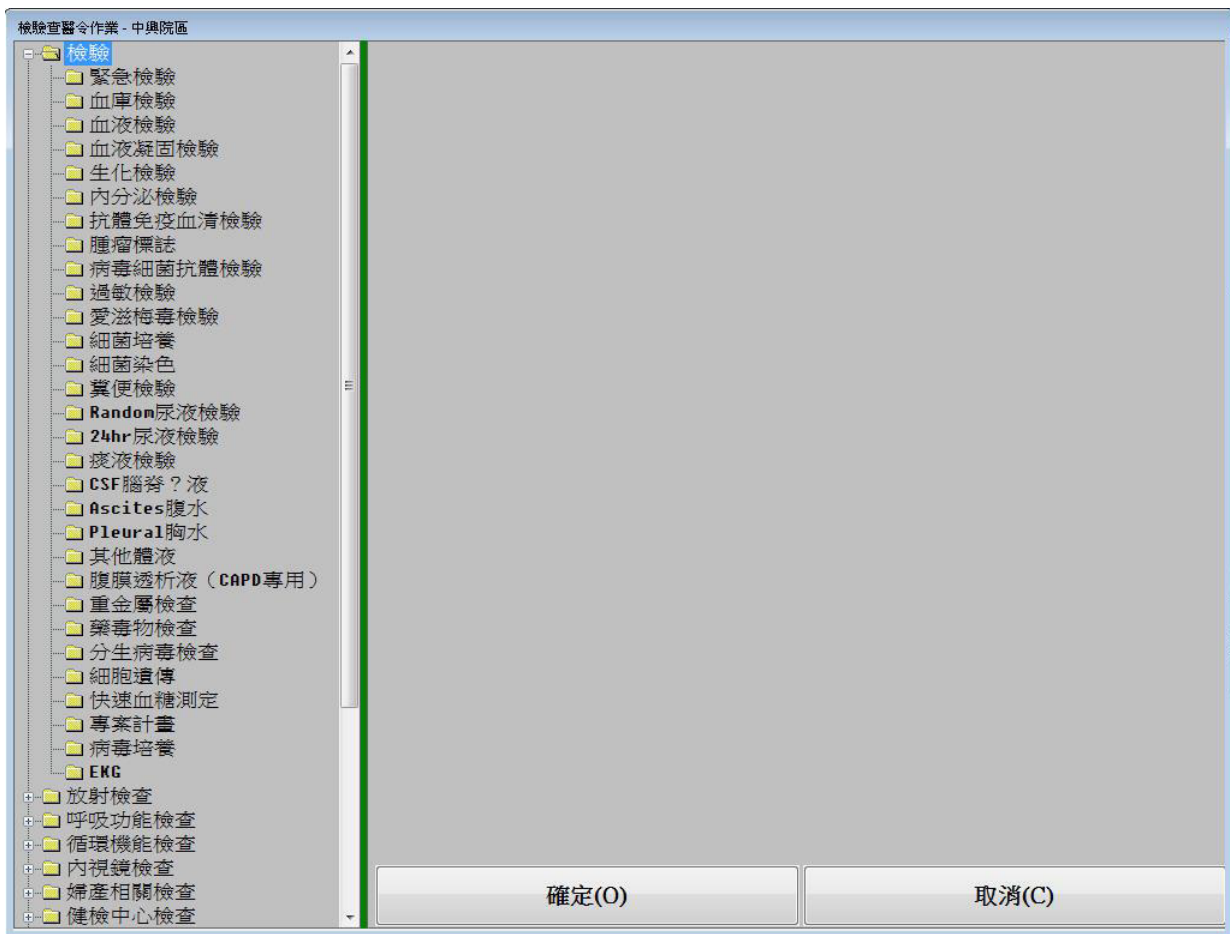 檢驗查醫令作業 - 中興院區
檢驗
緊急檢驗
血庫檢驗
血液檢驗
血液凝固檢驗
生化檢驗
內分泌檢驗
抗體免疫血清檢驗
腫瘤標誌
病毒細菌抗體檢驗
過敏檢驗
愛滋梅毒檢驗
細菌培養
細菌染色
糞便檢驗
Random尿液檢驗
24hr尿液檢驗
痰液檢驗
CSF腦脊？液
Ascites腹水
Pleural胸水
其他體液
腹膜透析液（CAPD專用）
重金屬檢查
藥毒物檢查
分生病毒檢查
細胞遺傳
快速血糖測定
專案計畫
病毒培養
EKG
放射檢查
呼吸功能檢查
循環機能檢查
內視鏡檢查
婦產相關檢查
健檢中心檢查
確定(O)
取消(C)